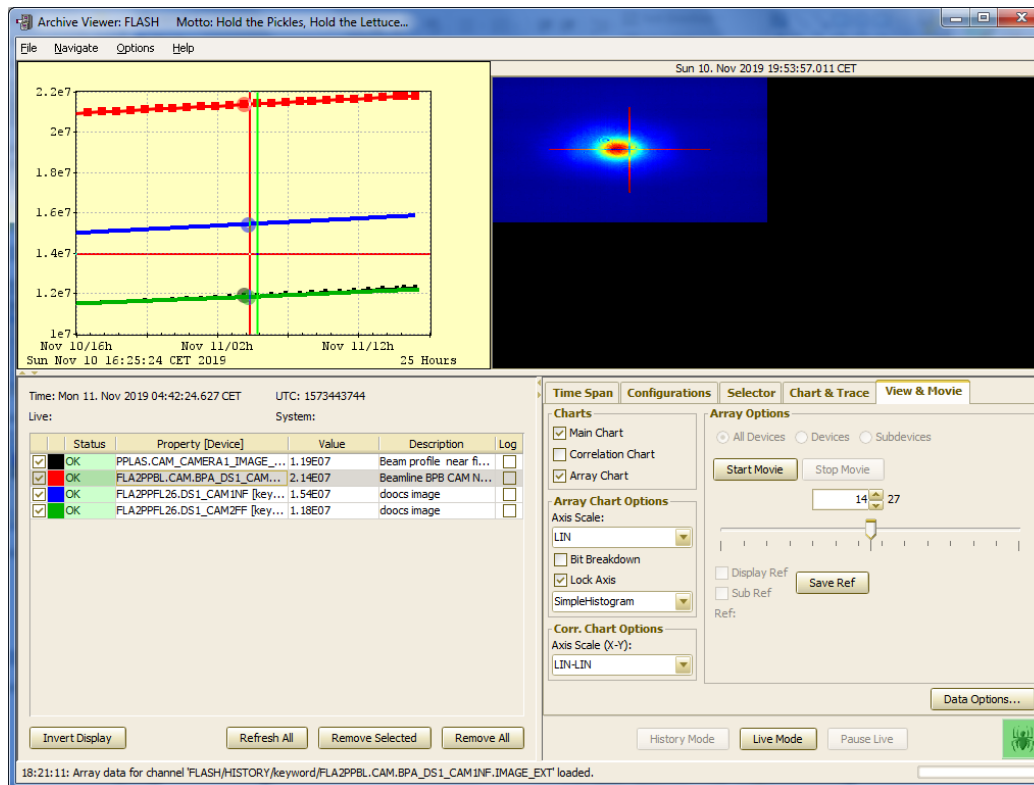 Archive Viewer: FLASH Motto: Hold the Pickles, Hold the Lettuce...
File Navigate Options Help
Sun 10. Nov 2019 19:53:57.011 CET
2.2e7
2e7
1.8e7
1.6e7
1.4e7
1.2e7
1e7
Nov 10/16h Nov 11/02h Nov 11/12h
Sun Nov 10 16:25:24 CET 2019 25 Hours
Time: Mon 11. Nov 2019 04:42:24.627 CET UTC: 1573443744
Live: System:
Status Property [Device] Value Description Log
OK PPLAS.CAM_CAMERA1_IMAGE_... 1.19E07 Beam profile near fi...
OK FLA2PPBL.CAM.BPA_DS1_CAM... 2.14E07 Beamline BPB CAM N...
OK FLA2PPFL26.DS1_CAM1NF [key... 1.54E07 doocs image
OK FLA2PPFL26.DS1_CAM2FF [key... 1.18E07 doocs image
Invert Display Refresh All Remove Selected Remove All
Time Span Configurations Selector Chart & Trace View & Movie
Charts
Main Chart
Correlation Chart
Array Chart
Array Chart Options
Axis Scale:
LIN
Bit Breakdown
Lock Axis
SimpleHistogram
Corr. Chart Options
Axis Scale (X-Y):
LIN-LIN
Array Options
All Devices Devices Subdevices
Start Movie Stop Movie
14 27
Display Ref
Sub Ref
Save Ref
Ref:
Data Options...
History Mode Live Mode Pause Live
18:21:11: Array data for channel 'FLASH/HISTORY/keyword/FLA2PPBL.CAM.BPA_DS1_CAM1NF.IMAGE_EXT' loaded.